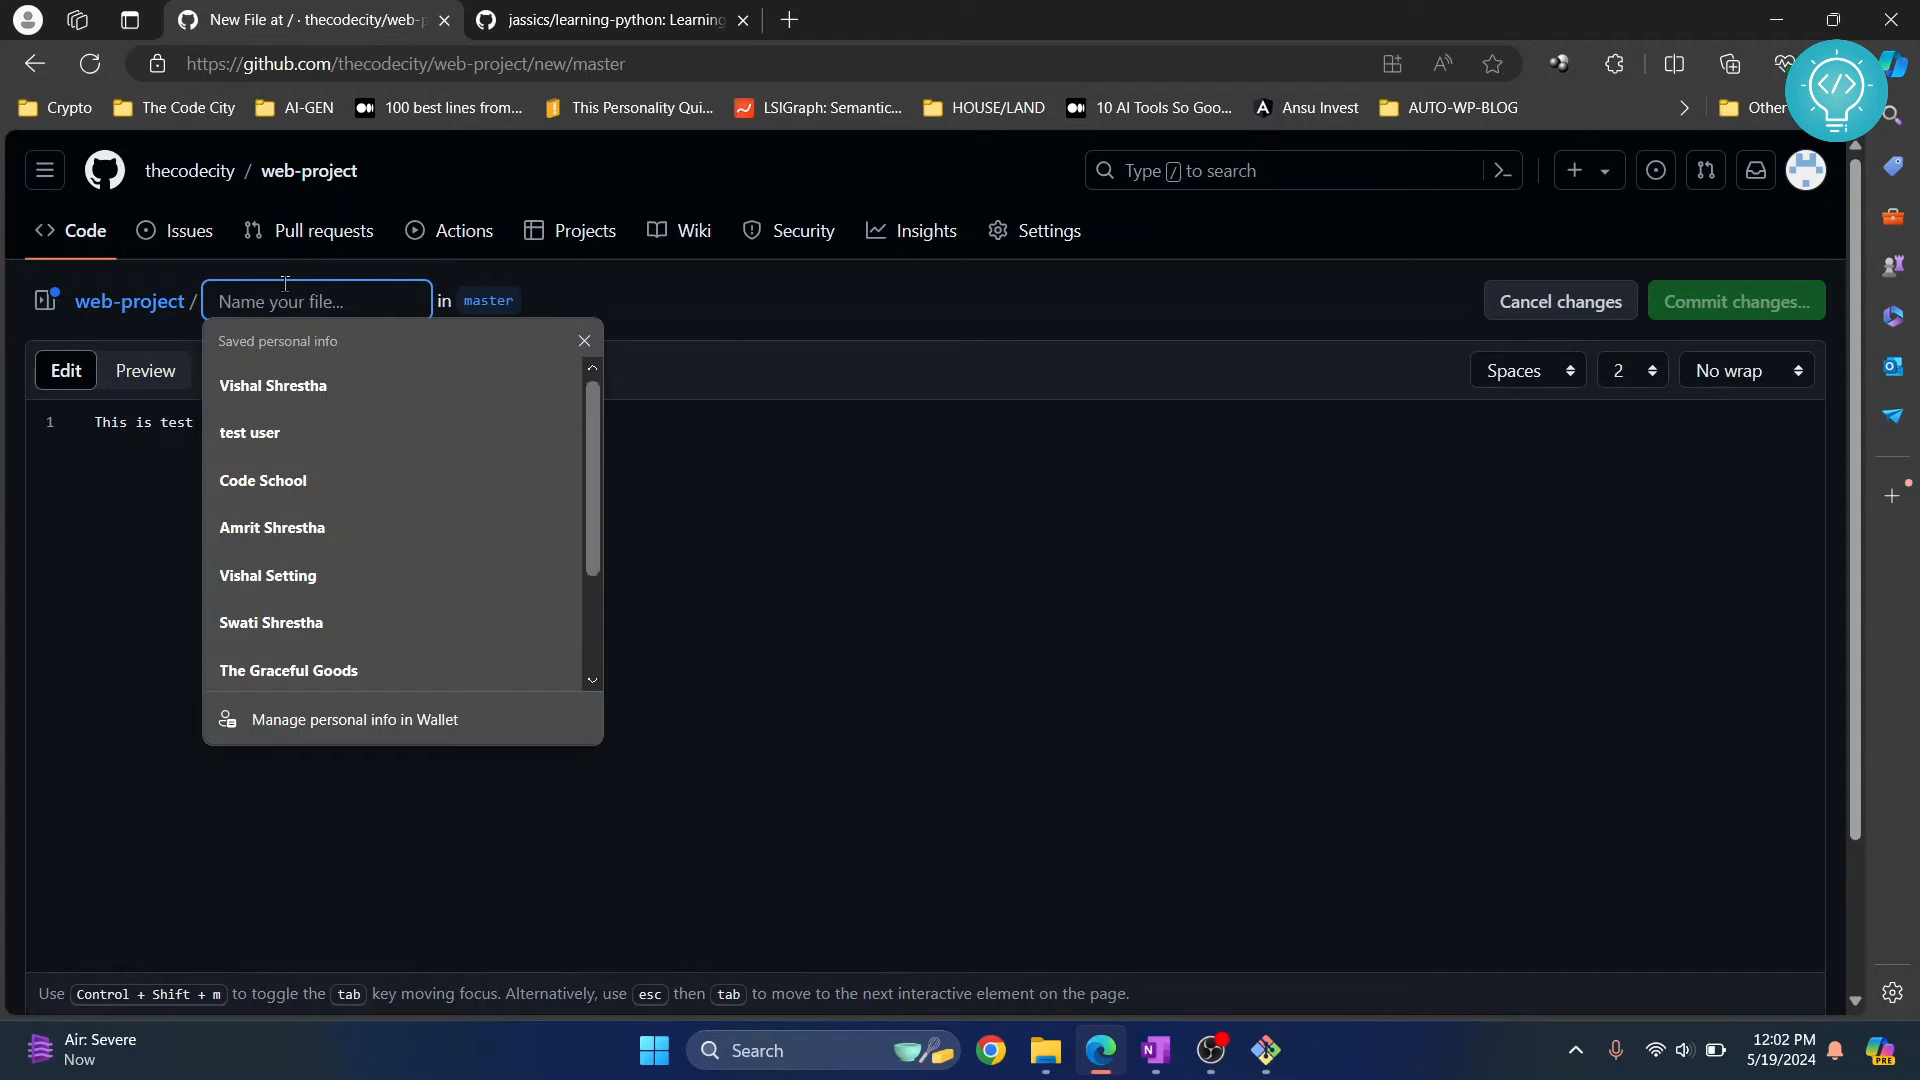 New File at / · thecodecity/web-p
jassics/learning-python: Learning
https://github.com/thecodecity/web-project/new/master
Crypto
The Code City
AI-GEN
100 best lines from...
This Personality Qui...
LSIGraph: Semantic...
HOUSE/LAND
10 AI Tools So Goo...
Ansu Invest
AUTO-WP-BLOG
Other
thecodecity / web-project
Type / to search
Code
Issues
Pull requests
Actions
Projects
Wiki
Security
Insights
Settings
web-project / Name your file... in master
Cancel changes
Commit changes...
Saved personal info
Edit
Preview
Spaces
2
No wrap
Vishal Shrestha
1 This is test
test user
Code School
Amrit Shrestha
Vishal Setting
Swati Shrestha
The Graceful Goods
Manage personal info in Wallet
Use Control + Shift + m to toggle the tab key moving focus. Alternatively, use esc then tab to move to the next interactive element on the page.
Air: Severe
Now
Search
12:02 PM
5/19/2024
PRE